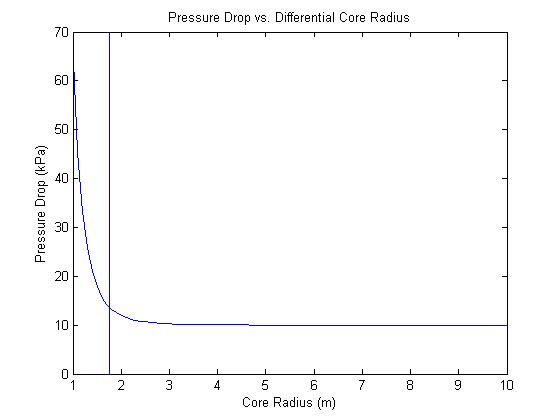 Pressure Drop vs. Differential Core Radius
70
60
50
40
30
20
10
0
Pressure Drop (kPa)
1 2 3 4 5 6 7 8 9 10
Core Radius (m)